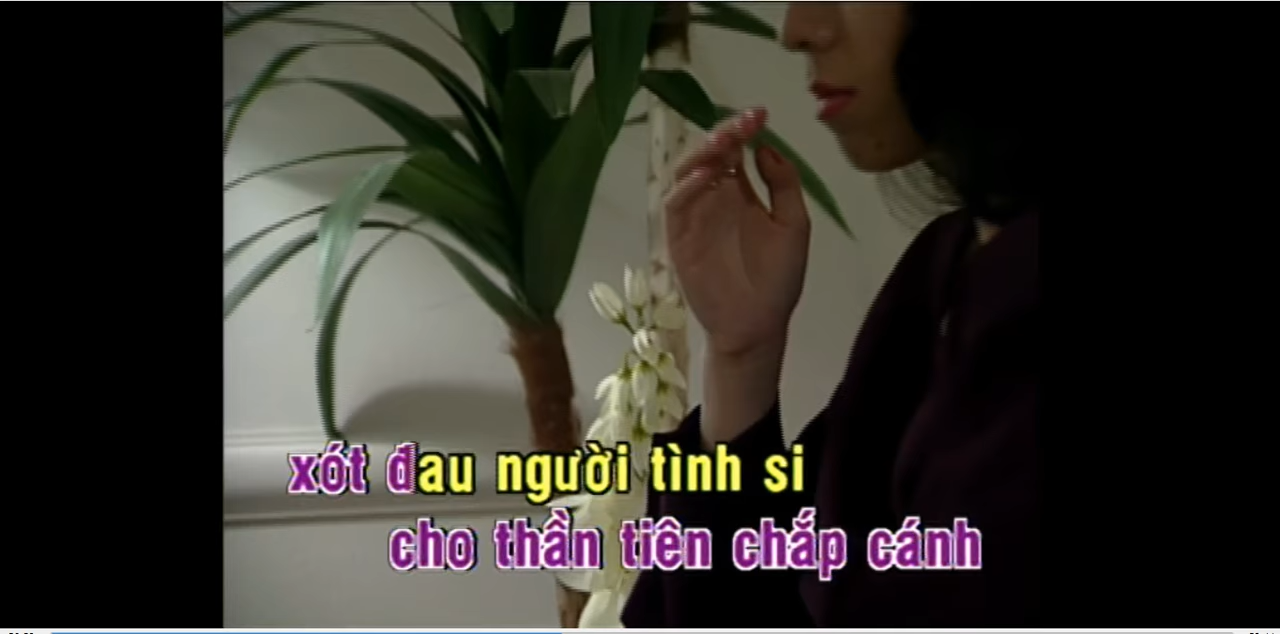 xót đau người tình si
cho thần tiên chắp cánh